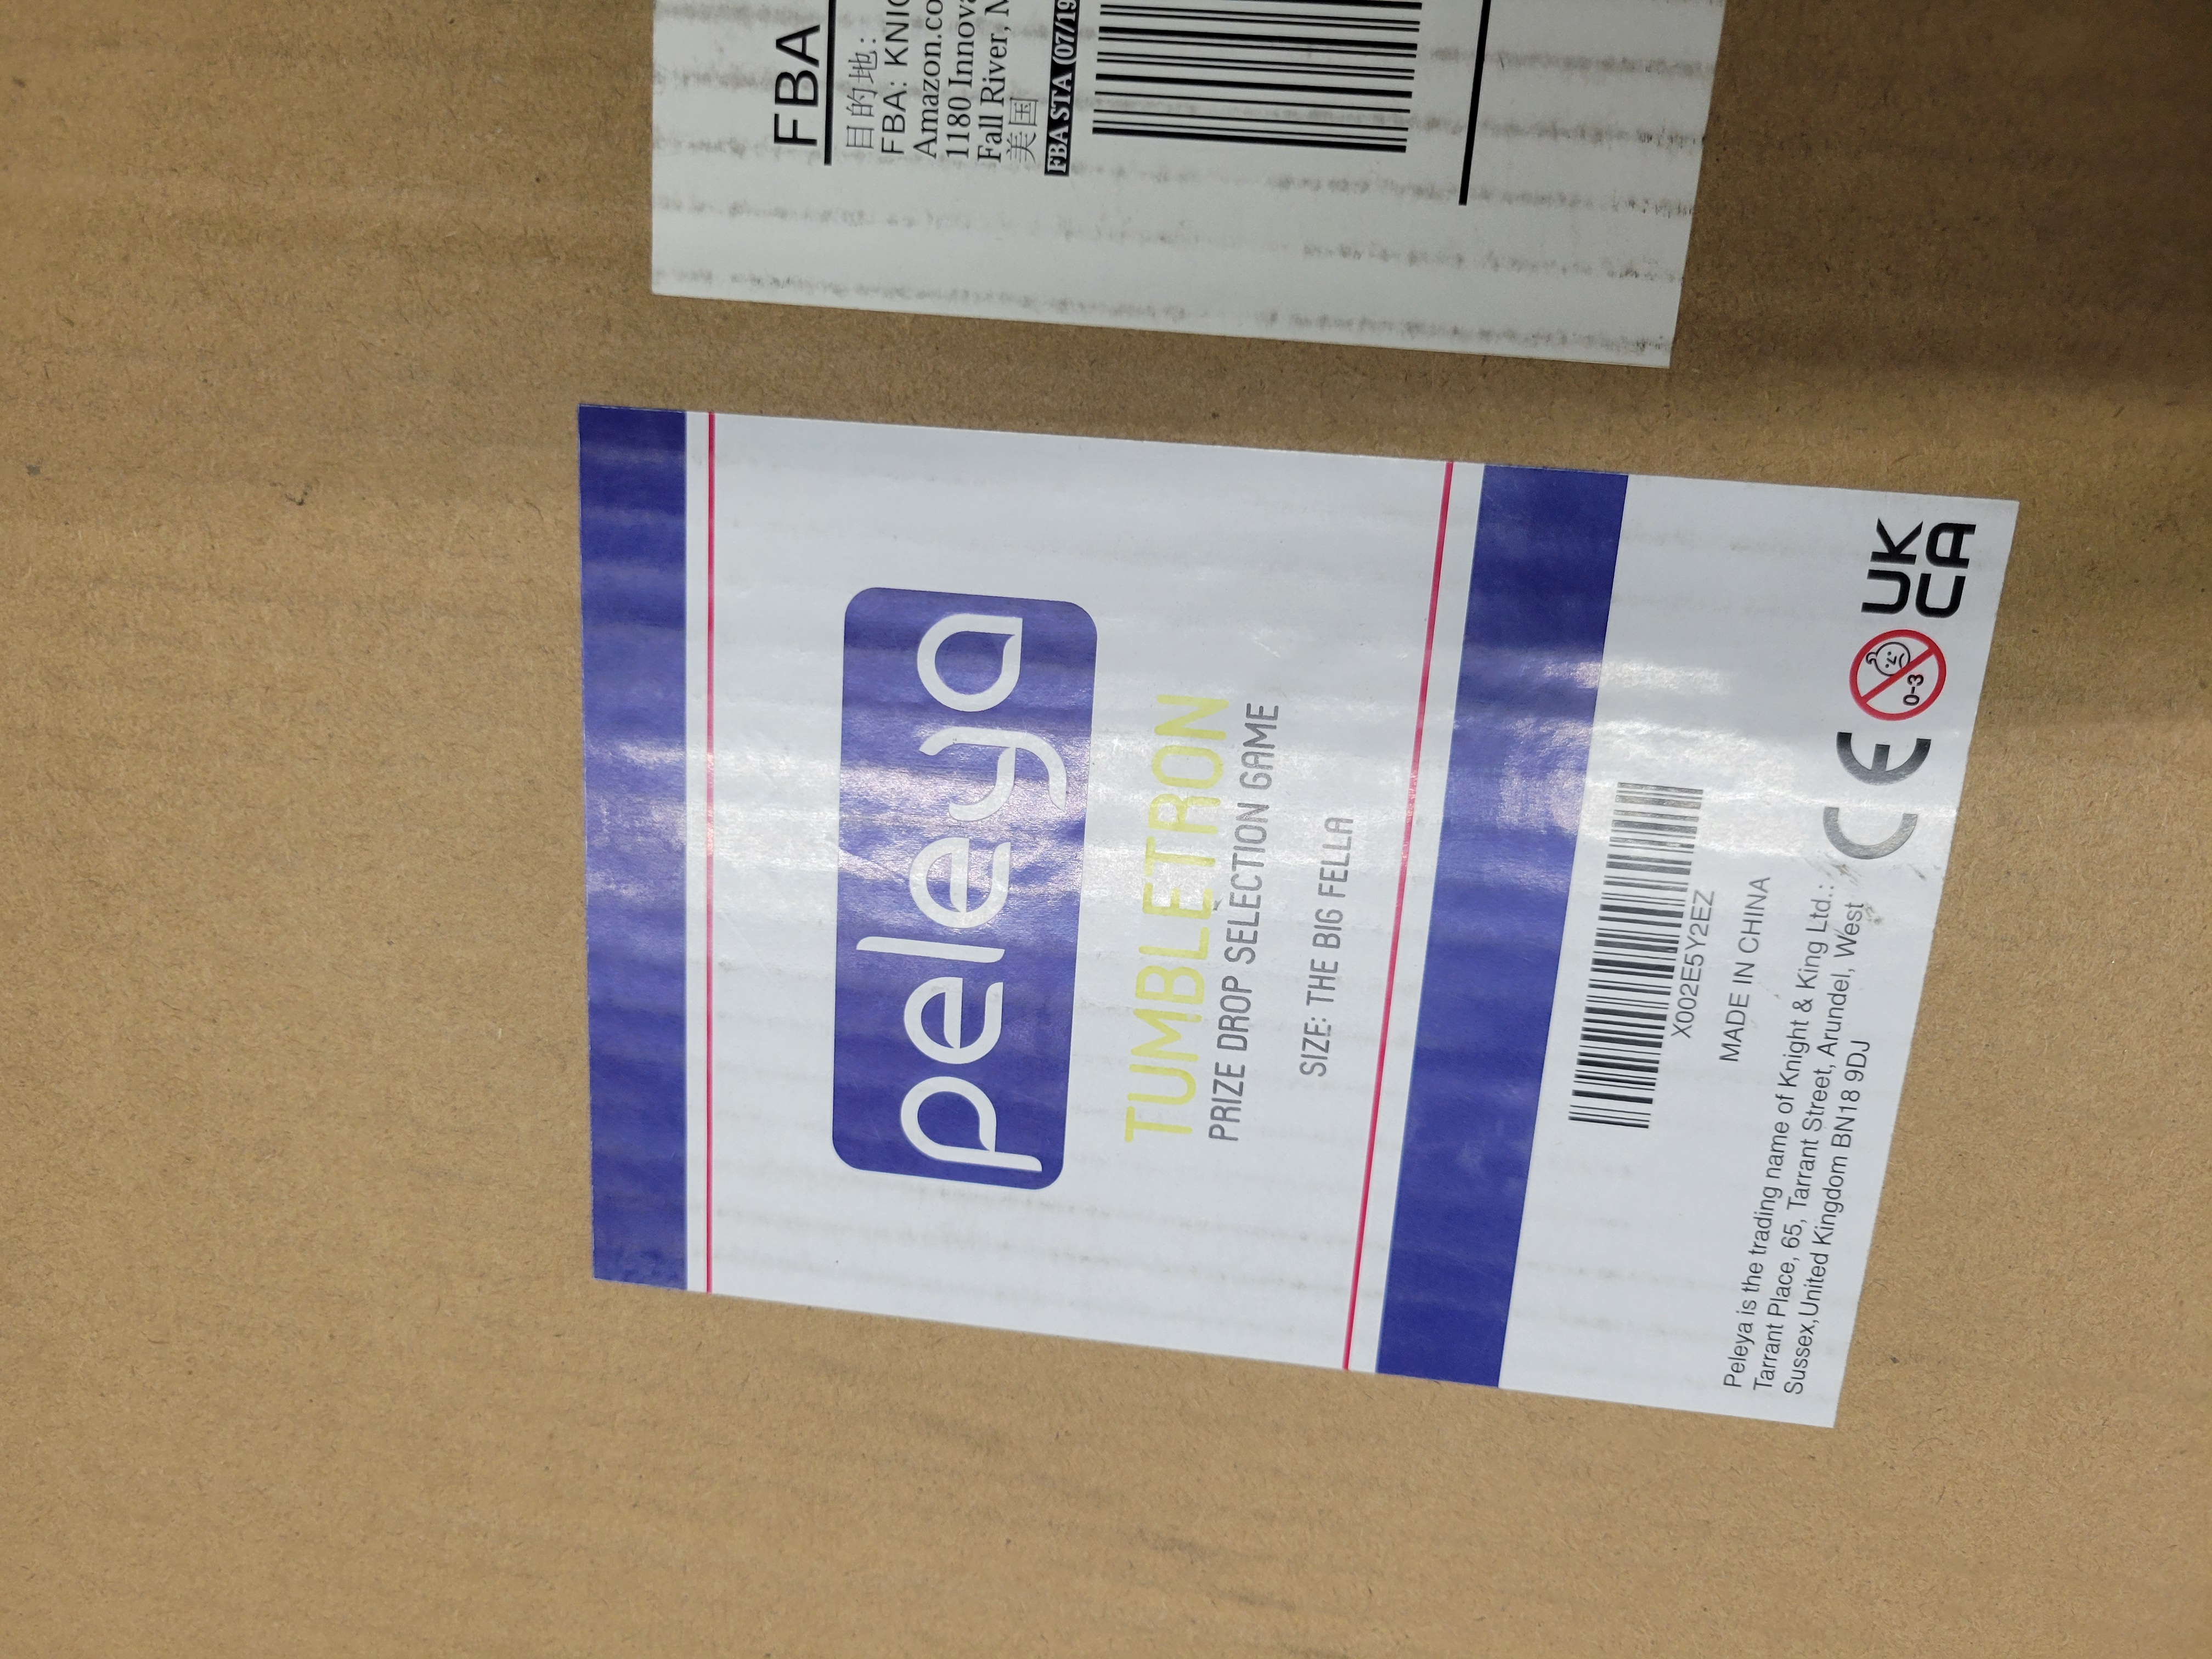 peleya
TUMBLETRON
PRIZE DROP SELECTION GAME
SIZE: THE BIG FELLA
X002E5Y2EZ
MADE IN CHINA
Peleya is the trading name of Knight & King Ltd.:
Tarrant Place, 65, Tarrant Street, Arundel, West
Sussex,United Kingdom BN18 9DJ
CE
0-3
UK
CA
FBA
目的地:
FBA:
Amazon.co
1180
Fall River,
美国
FBA STA (07/19